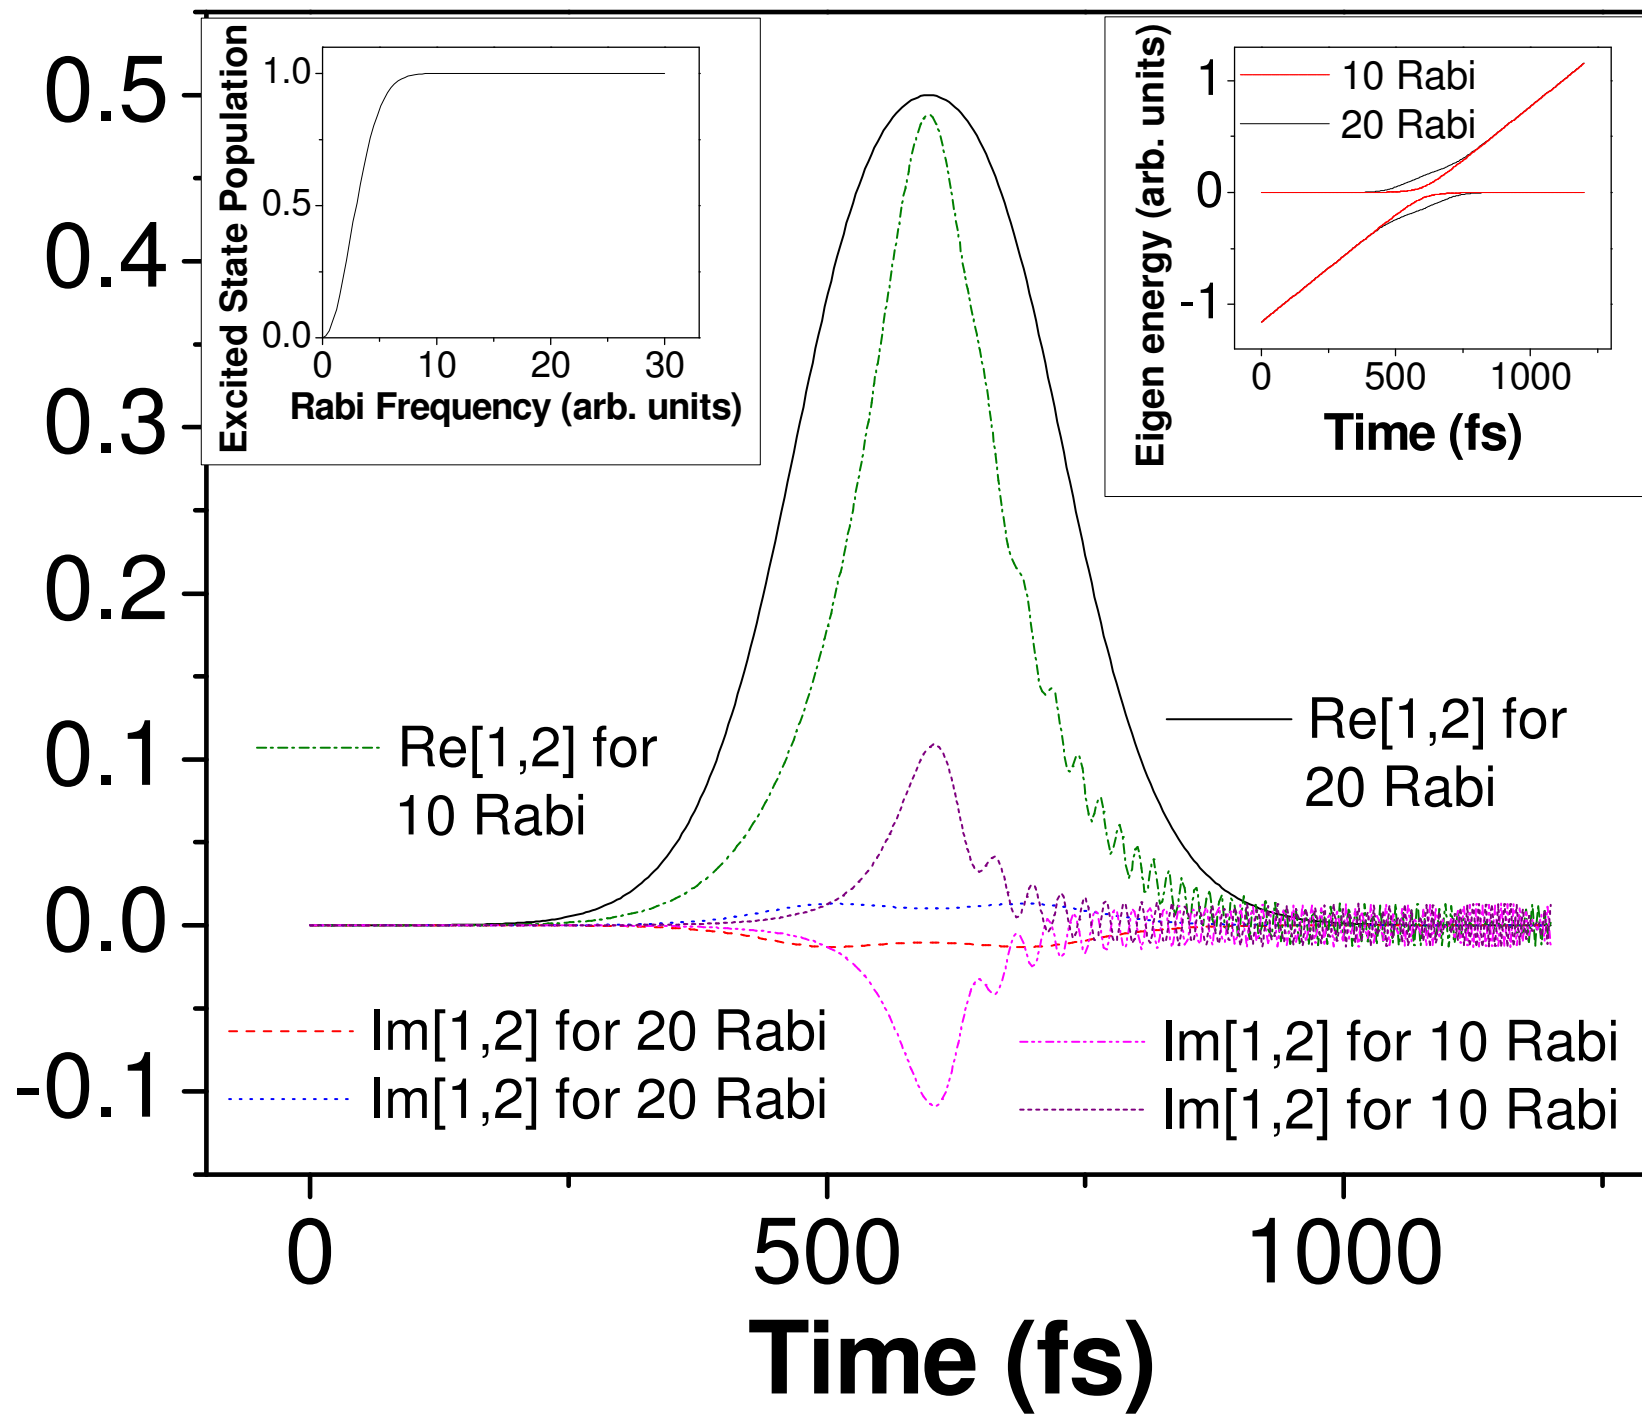 0.5
0.4
0.3
0.2
0.1
0.0
-0.1
0
500
1000
Time (fs)
Excited State Population
1.0
0.5
0.0
0
10
20
30
Rabi Frequency (arb. units)
Eigen energy (arb. units)
1
0
-1
10 Rabi
20 Rabi
0
500
1000
Time (fs)
Re[1,2] for
10 Rabi
Re[1,2] for
20 Rabi
Im[1,2] for 20 Rabi
Im[1,2] for 20 Rabi
Im[1,2] for 10 Rabi
Im[1,2] for 10 Rabi